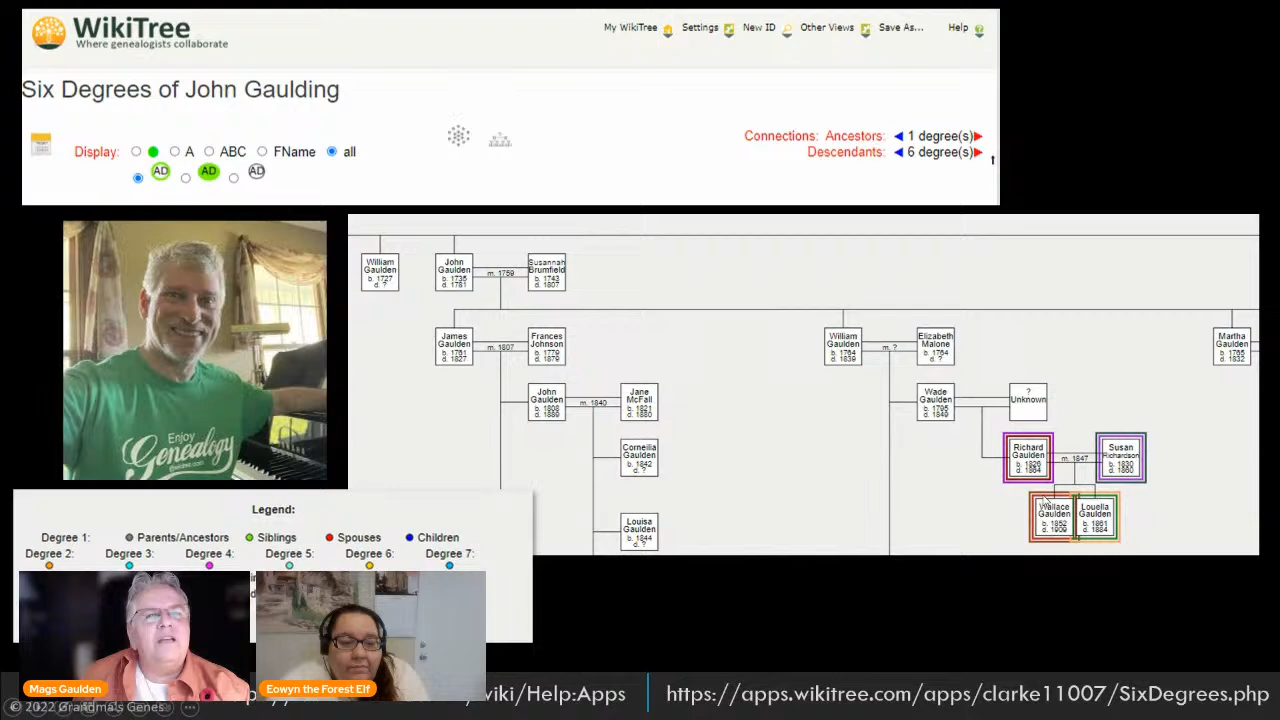 WikiTree
Where genealogists collaborate
My WikiTree Settings New ID Other Views Save As... Help
Six Degrees of John Gaulding
Display: A ABC FName all
AD AD AD
Connections: Ancestors: 1 degree(s)
Descendants: 6 degree(s)
William
Gaulden
b. 1727
d. ?
John
Gaulden
b. 1735
d. 1781
m. 1759
Susannah
Brumfield
b. 1743
d. 1807
James
Gaulden
b. 1761
d. 1827
m. 1807
Frances
Johnson
b. 1779
d. 1879
William
Gaulden
b. 1764
d. 1839
m. ?
Elizabeth
Malone
b. 1764
d. ?
Martha
Gaulden
b. 1765
d. 1832
John
Gaulden
b. 1808
d. 1889
m. 1840
Jane
McFall
b. 1821
d. 1880
Wade
Gaulden
b. 1795
d. 1849
?
Unknown
Corneilia
Gaulden
b. 1842
d. ?
Richard
Gaulden
b. 1826
d. 1864
m. 1847
Susan
Richardson
b. 1830
d. 1860
Louisa
Gaulden
b. 1844
d. ?
Wallace
Gaulden
b. 1852
d. 1909
Louella
Gaulden
b. 1861
d. 1884
Enjoy
Genealogy
Legend:
Degree 1: Parents/Ancestors Siblings Spouses Children
Degree 2: Degree 3: Degree 4: Degree 5: Degree 6: Degree 7:
Mags Gaulden
Eowyn the Forest Elf
/wiki/Help:Apps
https://apps.wikitree.com/apps/clarke11007/SixDegrees.php
© 2022 Grandma's Genes